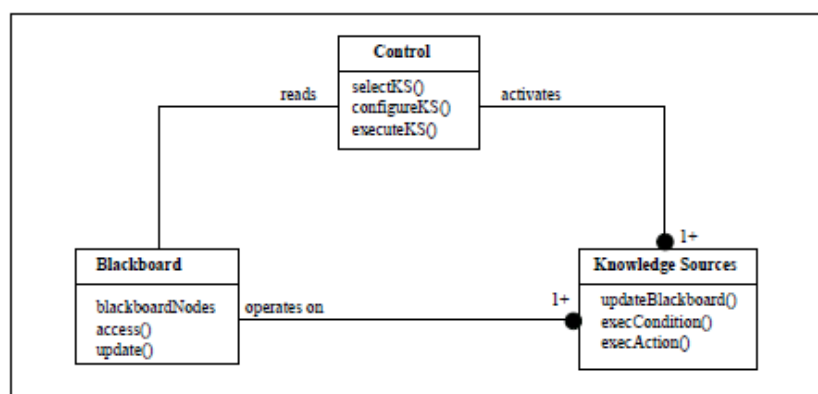 Control
selectKS()
configureKS()
executeKS()
reads
activates
1+
Blackboard
blackboardNodes
access()
update()
operates on
1+
Knowledge Sources
updateBlackboard()
execCondition()
execAction()